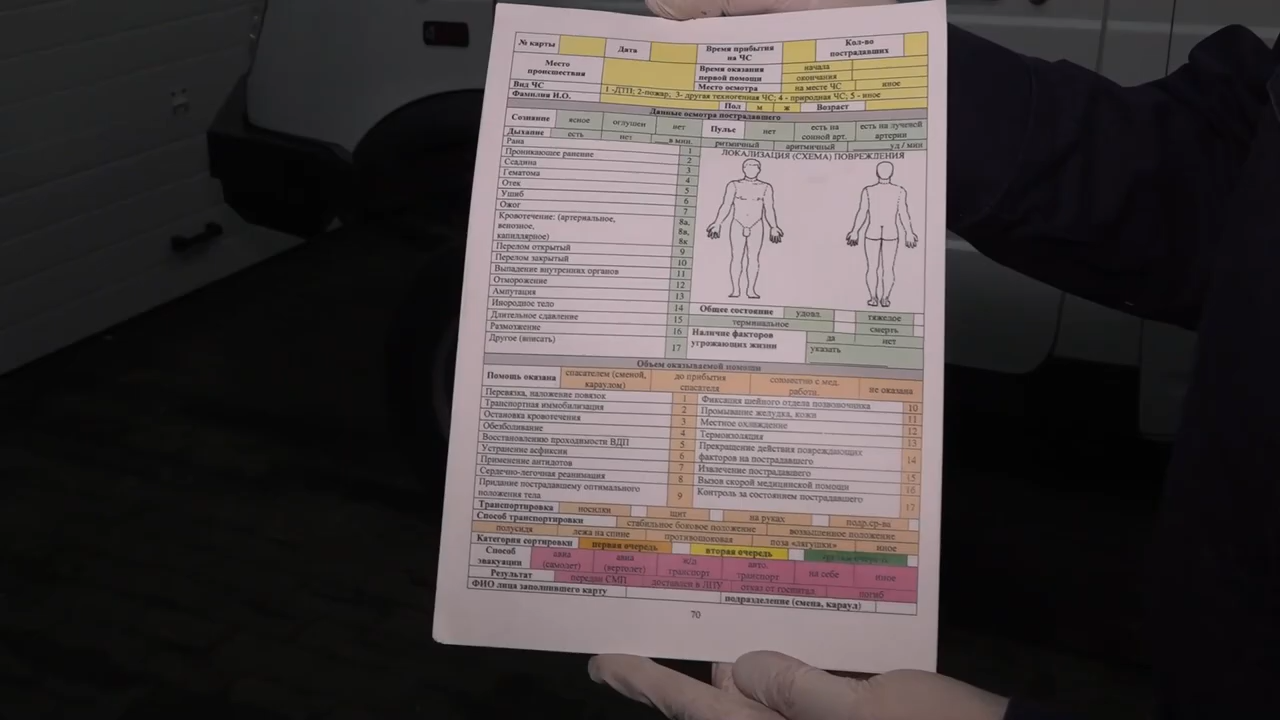 № карты Дата Время прибытия на ЧС Кол-во пострадавших
Место происшествия Время оказания первой помощи начала
окончания
Место осмотра на месте ЧС иное
Вид ЧС 1 -ДТП; 2-пожар; 3- другая техногенная ЧС; 4 - природная ЧС; 5 - иное
Фамилия И.О. Пол м ж Возраст
Данные осмотра пострадавшего
Сознание ясное оглушен нет Пульс нет есть на сонной арт. есть на лучевой артерии
Дыхание есть нет ___в мин. ритмичный аритмичный ______уд / мин
Рана 1
Проникающее ранение 2
Ссадина 3
Гематома 4
Отек 5
Ушиб 6
Ожог 7
Кровотечение: (артериальное, 8а,
венозное, 8в,
капиллярное) 8к
Перелом открытый 9
Перелом закрытый 10
Выпадение внутренних органов 11
Отморожение 12
Ампутация 13
Инородное тело 14
Длительное сдавление 15
Размозжение 16
Другое (вписать) 17
ЛОКАЛИЗАЦИЯ (СХЕМА) ПОВРЕЖДЕНИЯ
Общее состояние удовл. тяжелое
терминальное смерть
Наличие факторов да нет
угрожающих жизни указать
Объем оказываемой помощи
Помощь оказана спасателем (сменой, караулом) до прибытия спасателя совместно с мед. работн. не оказана
Перевязка, наложение повязок 1
Транспортная иммобилизация 2
Остановка кровотечения 3
Обезболивание 4
Восстановлению проходимости ВДП 5
Устранение асфиксии 6
Применение антидотов 7
Сердечно-легочная реанимация 8
Придание пострадавшему оптимального
положения тела 9
Фиксация шейного отдела позвоночника 10
Промывание желудка, кожи 11
Местное охлаждение 12
Термоизоляция 13
Прекращение действия повреждающих
факторов на пострадавшего 14
Извлечение пострадавшего 15
Вызов скорой медицинской помощи 16
Контроль за состоянием пострадавшего 17
Транспортировка носилки щит на руках подр.ср-ва
Способ транспортировки стабильное боковое положение возвышенное положение
полусидя лежа на спине противошоковая поза «лягушки» иное
Категория сортировки первая очередь вторая очередь
Способ эвакуации авиа (самолет) авиа (вертолет) ж/д транспорт авто. транспорт на себе иное
Результат передан СМП доставлен в ЛПУ отказ от госпитал. погиб
ФИО лица заполнившего карту подразделение (смена, караул)
70